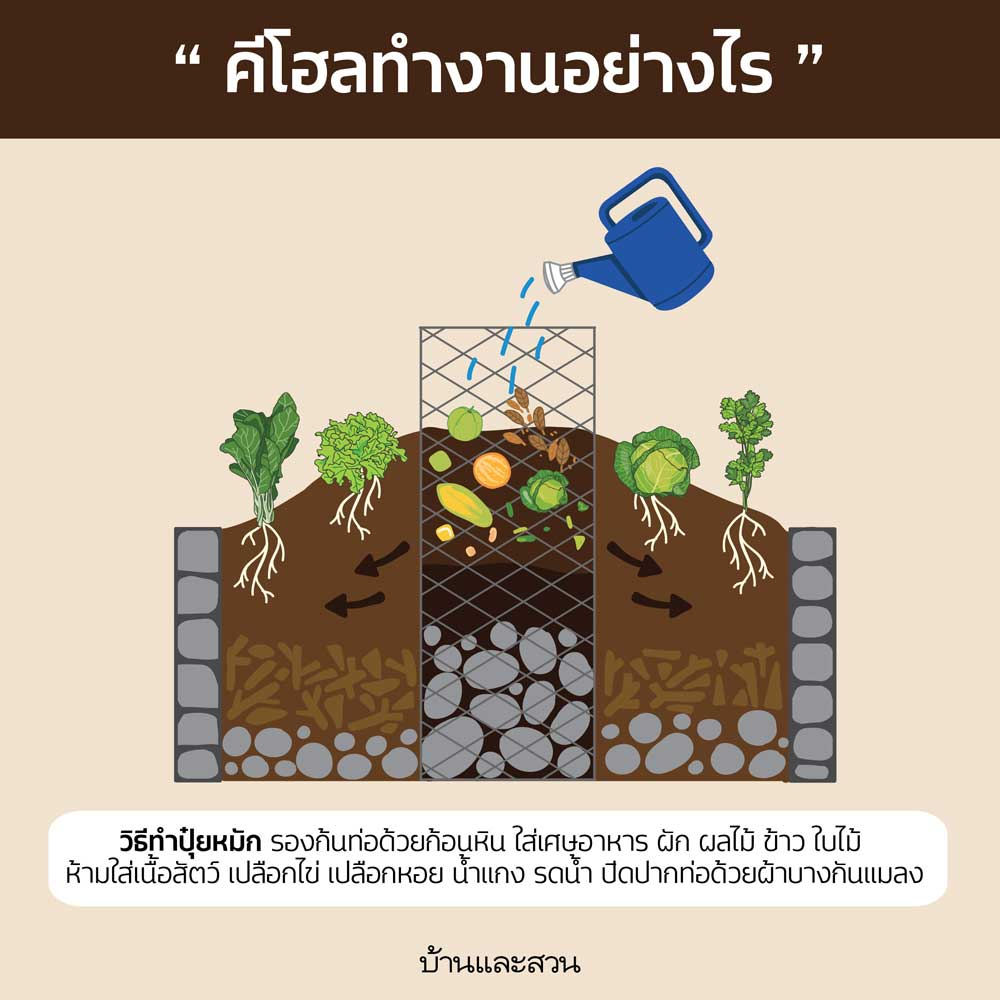 “ คีโฮลทำงานอย่างไร ”
วิธีทำปุ๋ยหมัก รองก้นท่อด้วยก้อนหิน ใส่เศษอาหาร ผัก ผลไม้ ข้าว ใบไม้
ห้ามใส่เนื้อสัตว์ เปลือกไข่ เปลือกหอย น้ำแกง รดน้ำ ปิดปากท่อด้วยผ้าบางกันแมลง
บ้านและสวน